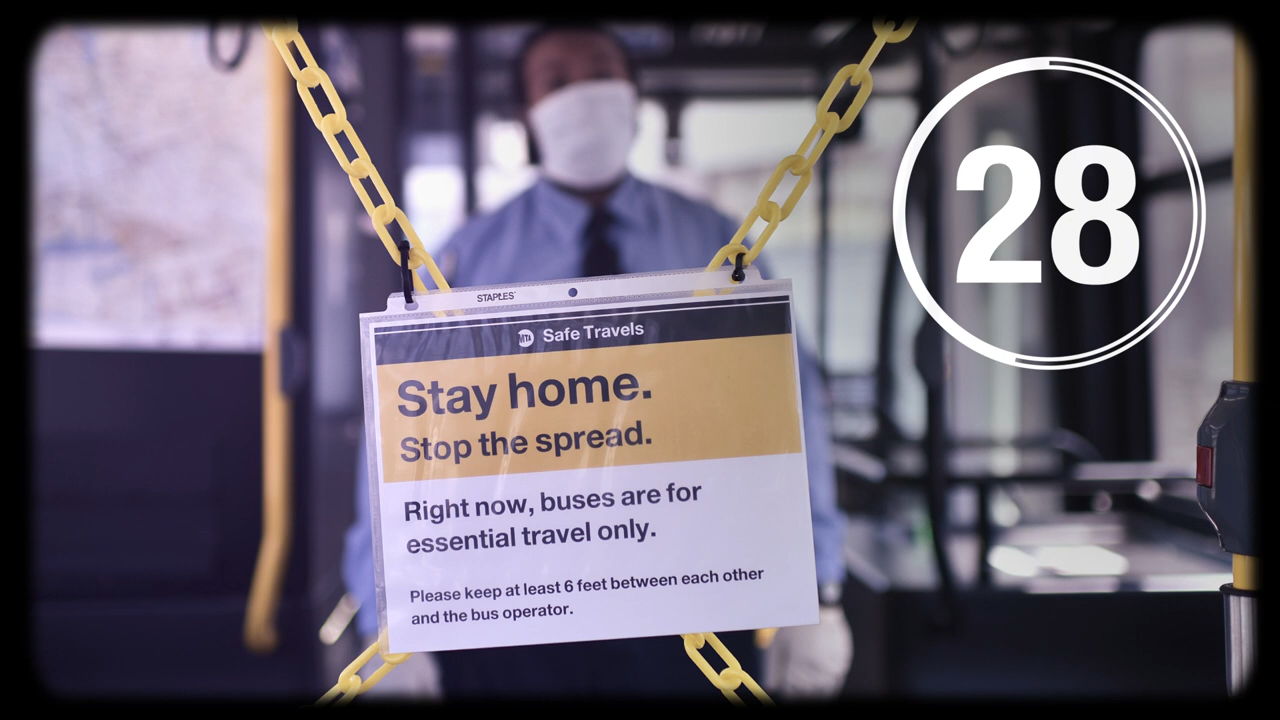 28
STAPLES
MTA Safe Travels
Stay home.
Stop the spread.
Right now, buses are for
essential travel only.
Please keep at least 6 feet between each other
and the bus operator.